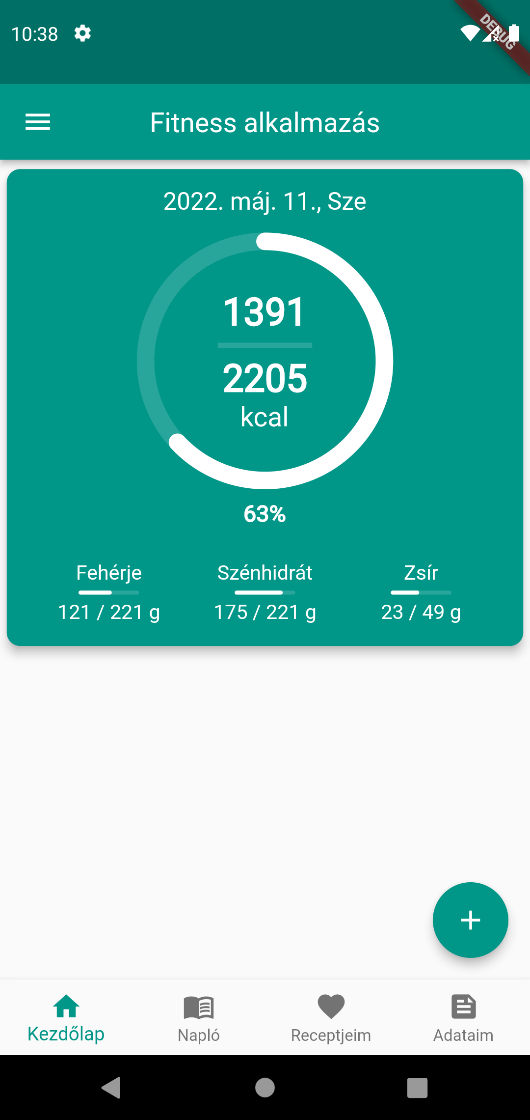 10:38
DEBUG
Fitness alkalmazás
2022. máj. 11., Sze
1391
2205
kcal
63%
Fehérje Szénhidrát Zsír
121 / 221 g 175 / 221 g 23 / 49 g
Kezdőlap Napló Receptjeim Adataim